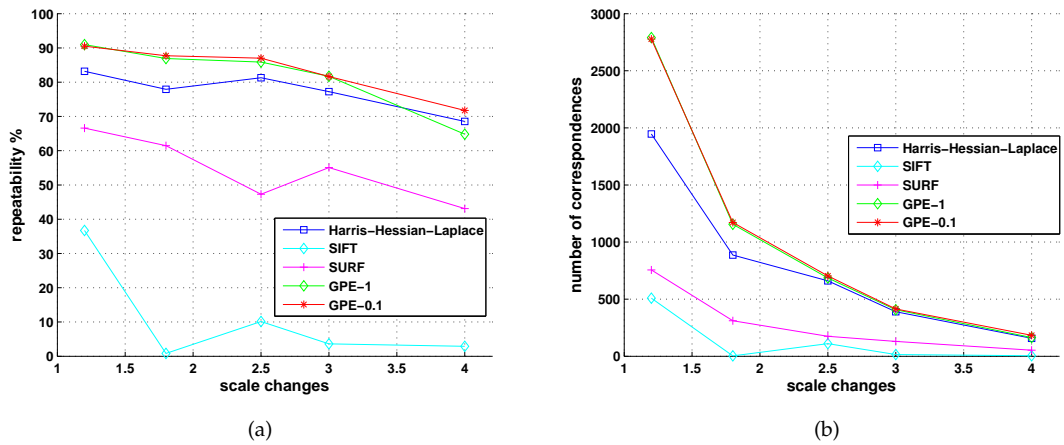 100
90
80
70
60
50
40
30
20
10
0
repeatability %
1 1.5 2 2.5 3 3.5 4
scale changes
Harris−Hessian−Laplace
SIFT
SURF
GPE−1
GPE−0.1
(a)
3000
2500
2000
1500
1000
500
0
number of correspondences
1 1.5 2 2.5 3 3.5 4
scale changes
Harris−Hessian−Laplace
SIFT
SURF
GPE−1
GPE−0.1
(b)